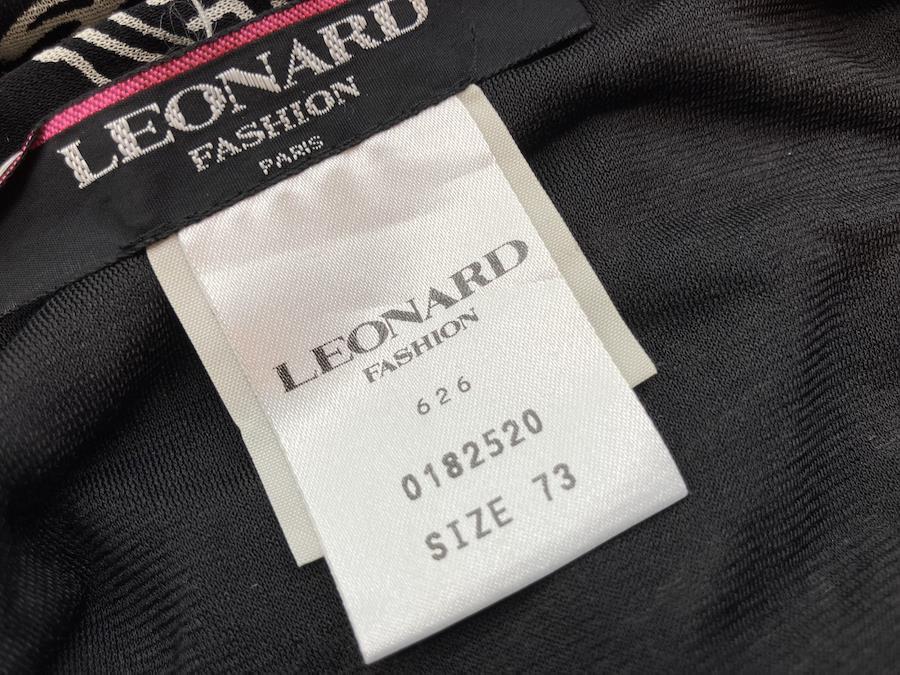 LEONARD
FASHION
PARIS
LEONARD
FASHION
626
0182520
SIZE 73